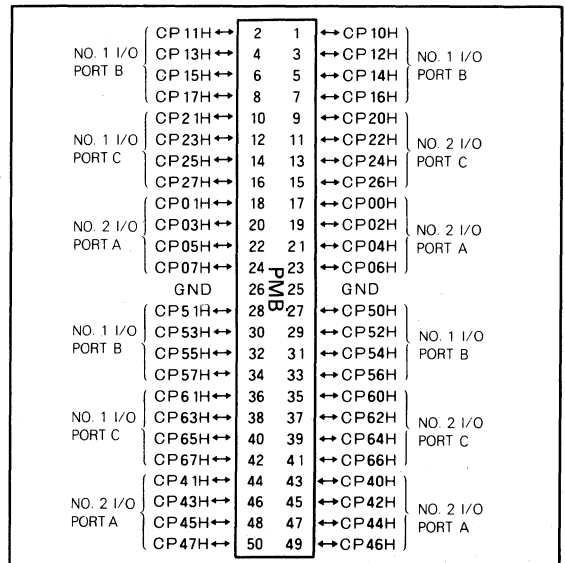 CP11H↔ 2 1 ↔CP10H
NO. 1 I/O CP13H↔ 4 3 ↔CP12H NO. 1 I/O
PORT B CP15H↔ 6 5 ↔CP14H PORT B
CP17H↔ 8 7 ↔CP16H
CP21H↔ 10 9 ↔CP20H
NO. 1 I/O CP23H↔ 12 11 ↔CP22H NO. 2 I/O
PORT C CP25H↔ 14 13 ↔CP24H PORT C
CP27H↔ 16 15 ↔CP26H
CP01H↔ 18 17 ↔CP00H
NO. 2 I/O CP03H↔ 20 19 ↔CP02H NO. 2 I/O
PORT A CP05H↔ 22 21 ↔CP04H PORT A
CP07H↔ 24 23 ↔CP06H
GND 26 PMB 25 GND
CP51H↔ 28 27 ↔CP50H
NO. 1 I/O CP53H↔ 30 29 ↔CP52H NO. 1 I/O
PORT B CP55H↔ 32 31 ↔CP54H PORT B
CP57H↔ 34 33 ↔CP56H
CP61H↔ 36 35 ↔CP60H
NO. 1 I/O CP63H↔ 38 37 ↔CP62H NO. 2 I/O
PORT C CP65H↔ 40 39 ↔CP64H PORT C
CP67H↔ 42 41 ↔CP66H
CP41H↔ 44 43 ↔CP40H
NO. 2 I/O CP43H↔ 46 45 ↔CP42H NO. 2 I/O
PORT A CP45H↔ 48 47 ↔CP44H PORT A
CP47H↔ 50 49 ↔CP46H